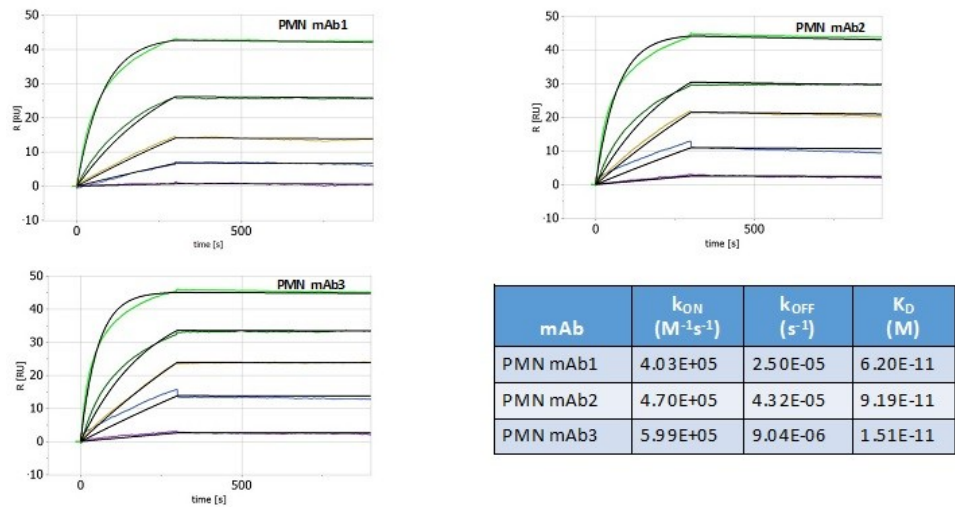 PMN mAb1
50
40
30
20
10
0
-10
R [RU]
0
500
time [s]
PMN mAb2
50
40
30
20
10
0
-10
R [RU]
0
500
time [s]
PMN mAb3
50
40
30
20
10
0
-10
R [RU]
0
500
time [s]
mAb kON (M-1s-1) kOFF (s-1) KD (M)
PMN mAb1 4.03E+05 2.50E-05 6.20E-11
PMN mAb2 4.70E+05 4.32E-05 9.19E-11
PMN mAb3 5.99E+05 9.04E-06 1.51E-11